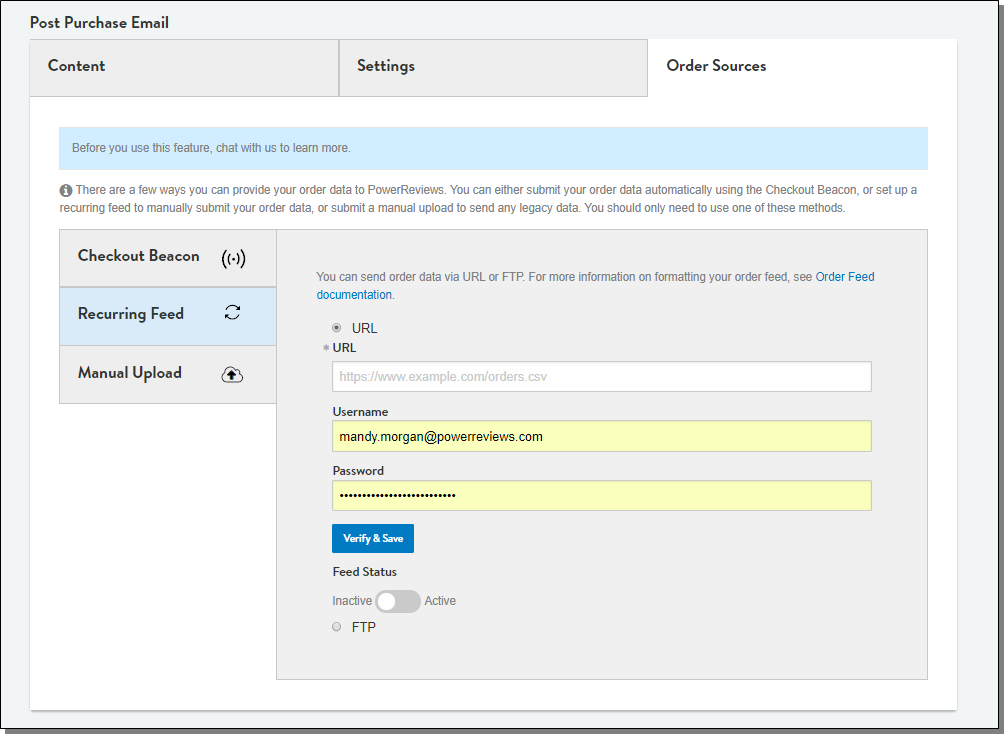 Post Purchase Email
Content
Settings
Order Sources
Before you use this feature, chat with us to learn more.
There are a few ways you can provide your order data to PowerReviews. You can either submit your order data automatically using the Checkout Beacon, or set up a
recurring feed to manually submit your order data, or submit a manual upload to send any legacy data. You should only need to use one of these methods.
Checkout Beacon
Recurring Feed
Manual Upload
You can send order data via URL or FTP. For more information on formatting your order feed, see Order Feed
documentation.
URL
* URL
https://www.example.com/orders.csv
Username
mandy.morgan@powerreviews.com
Password
••••••••••••••••••••••••••
Verify & Save
Feed Status
Inactive Active
FTP